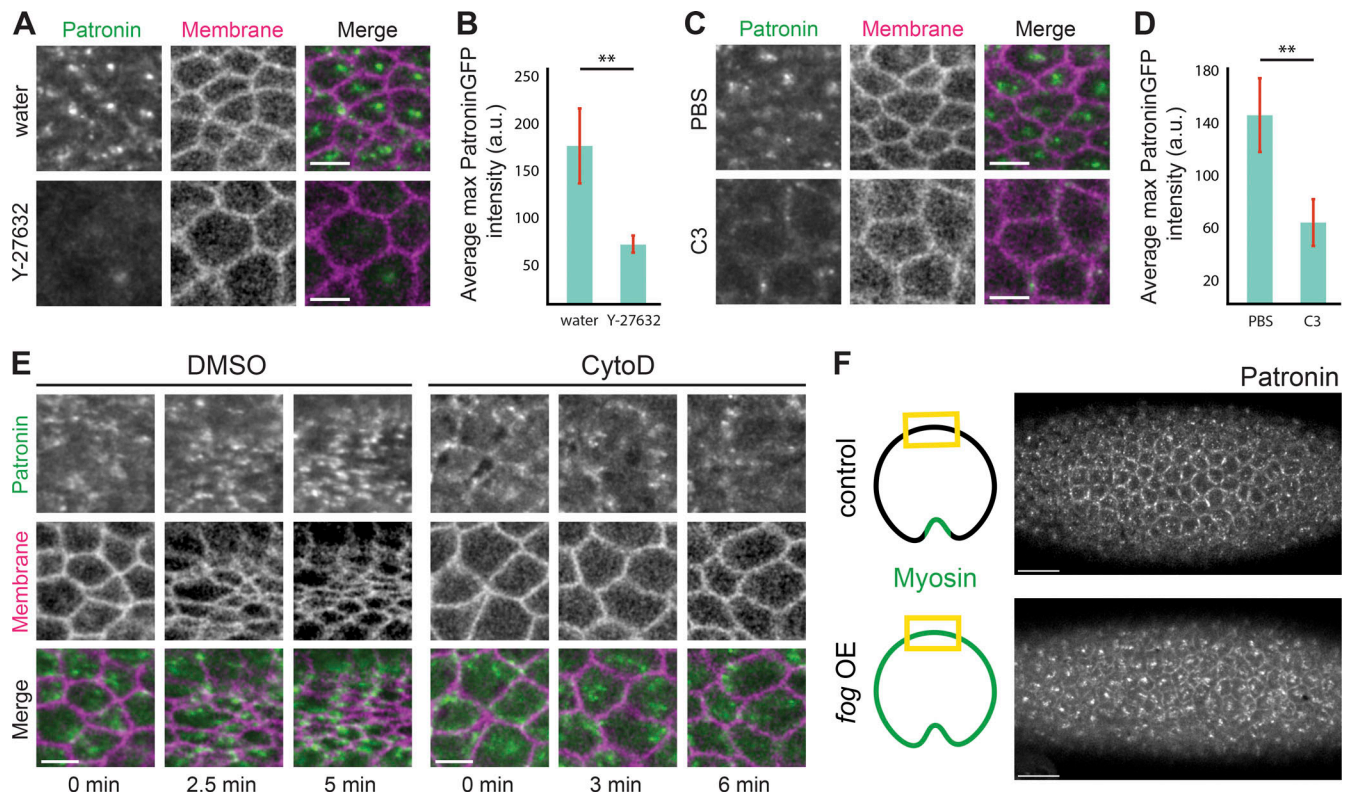 A
Patronin
Membrane
Merge
water
Y-27632
B
Average max PatroninGFP
intensity (a.u.)
250
200
150
100
50
**
water
Y-27632
C
Patronin
Membrane
Merge
PBS
C3
D
Average max PatroninGFP
intensity (a.u.)
180
140
100
60
20
**
PBS
C3
E
DMSO
CytoD
Patronin
Membrane
Merge
0 min
2.5 min
5 min
0 min
3 min
6 min
F
Patronin
control
Myosin
fog OE